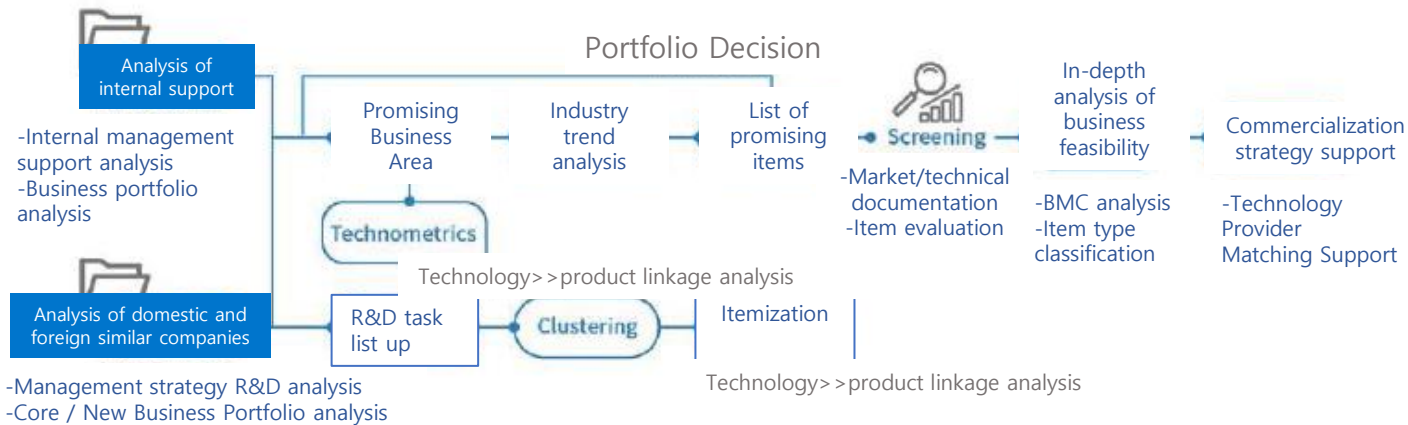 Portfolio Decision
Analysis of
internal support
-Internal management
support analysis
-Business portfolio
analysis
Promising
Business
Area
Industry
trend
analysis
List of
promising
items
Screening
-Market/technical
documentation
-Item evaluation
In-depth
analysis of
business
feasibility
-BMC analysis
-Item type
classification
Commercialization
strategy support
-Technology
Provider
Matching Support
Technometrics
Technology>>product linkage analysis
Analysis of domestic and
foreign similar companies
-Management strategy R&D analysis
-Core / New Business Portfolio analysis
R&D task
list up
Clustering
Itemization
Technology>>product linkage analysis